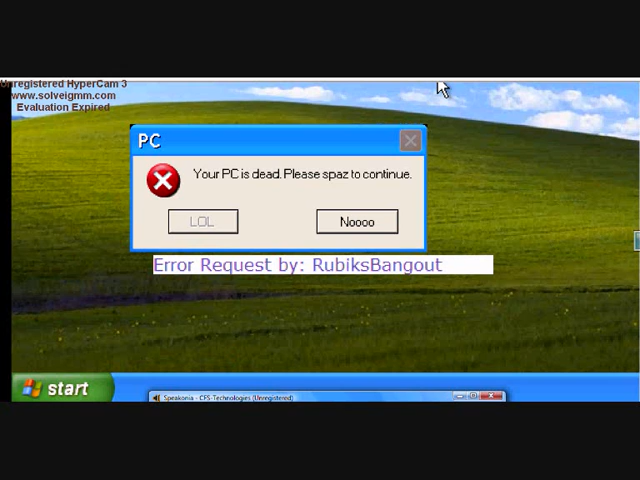 Unregistered HyperCam 3
www.solveigmm.com
Evaluation Expired
PC
Your PC is dead. Please spaz to continue.
LOL
Noooo
Error Request by: RubiksBangout
start
Speakonia - CFS-Technologies (Unregistered)